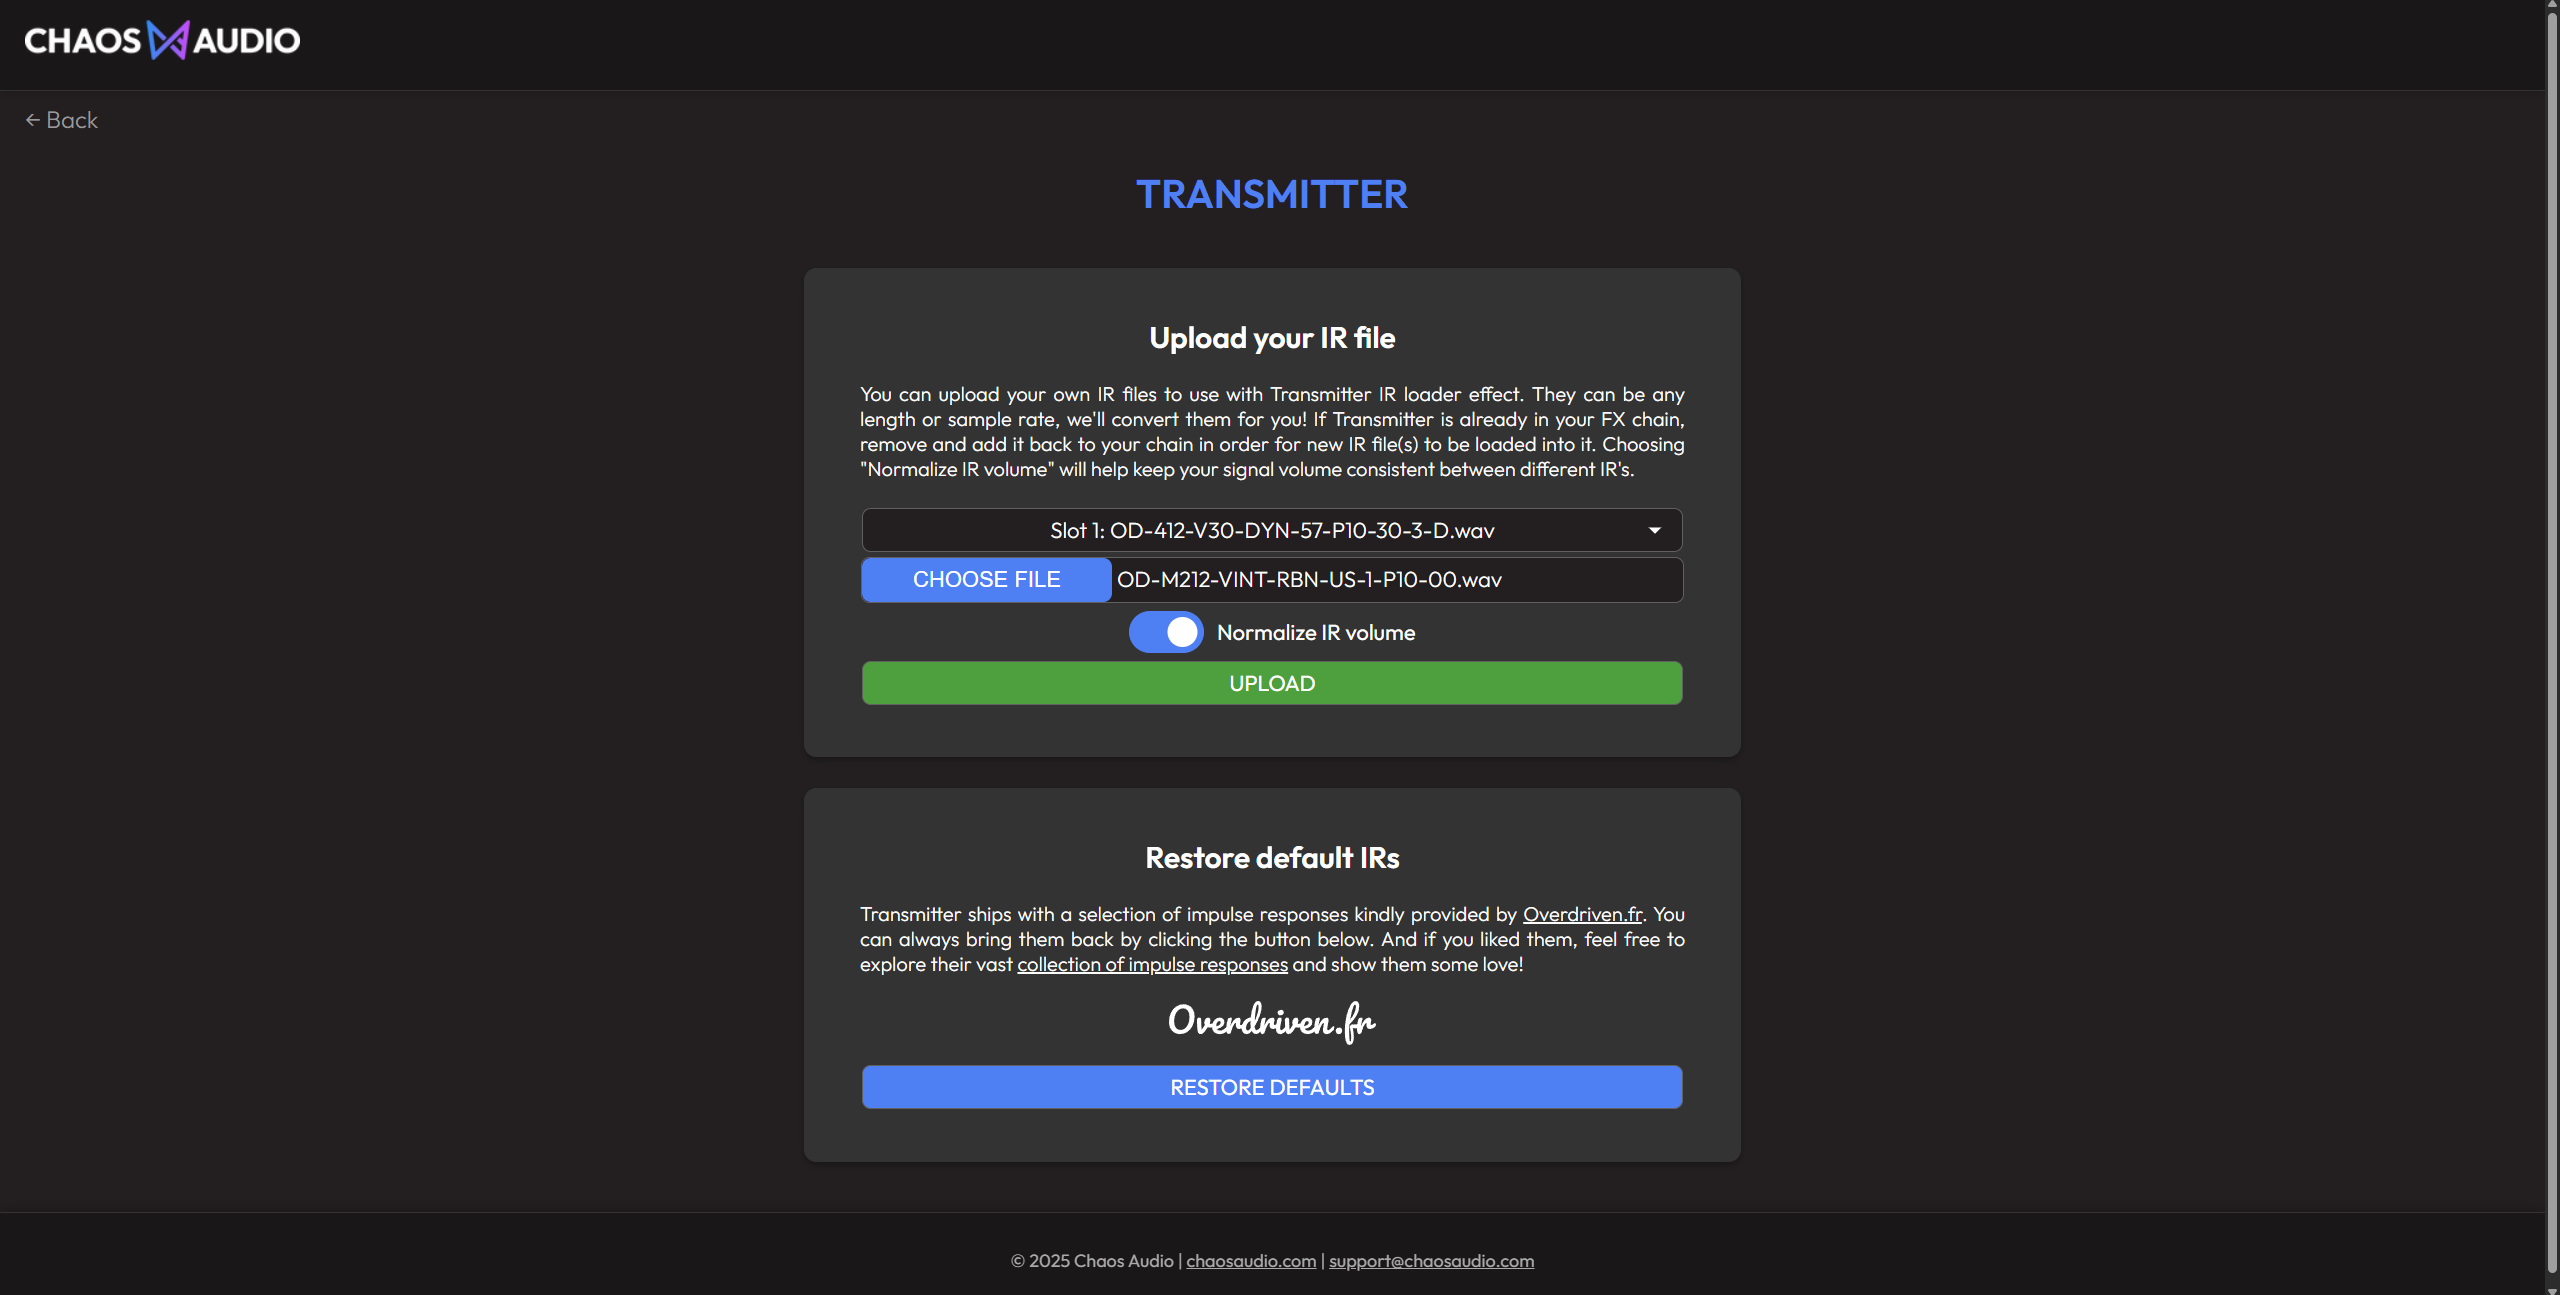 CHAOS AUDIO
← Back
TRANSMITTER
Upload your IR file
You can upload your own IR files to use with Transmitter IR loader effect. They can be any
length or sample rate, we'll convert them for you! If Transmitter is already in your FX chain,
remove and add it back to your chain in order for new IR file(s) to be loaded into it. Choosing
"Normalize IR volume" will help keep your signal volume consistent between different IR's.
Slot 1: OD-412-V30-DYN-57-P10-30-3-D.wav
CHOOSE FILE OD-M212-VINT-RBN-US-1-P10-00.wav
Normalize IR volume
UPLOAD
Restore default IRs
Transmitter ships with a selection of impulse responses kindly provided by Overdriven.fr. You
can always bring them back by clicking the button below. And if you liked them, feel free to
explore their vast collection of impulse responses and show them some love!
Overdriven.fr
RESTORE DEFAULTS
© 2025 Chaos Audio | chaosaudio.com | support@chaosaudio.com